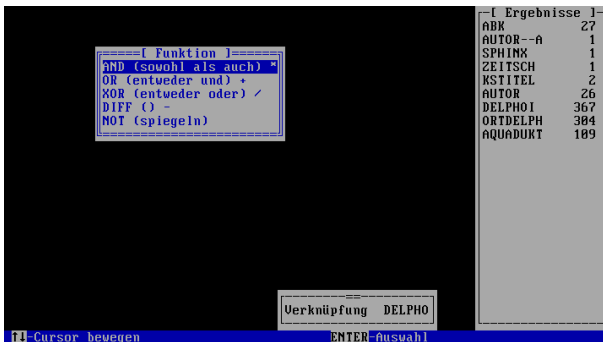 [ Funktion ]
AND (sowohl als auch) *
OR (entweder und) +
XOR (entweder oder) /
DIFF () -
NOT (spiegeln)
[ Ergebnisse ]
ABK 27
AUTOR--A 1
SPHINX 1
ZEITSCH 1
KSTITEL 2
AUTOR 26
DELPHOI 367
ORTDELPH 304
AQUADUKT 109
Verknüpfung DELPHO
↑↓-Cursor bewegen ENTER-Auswahl